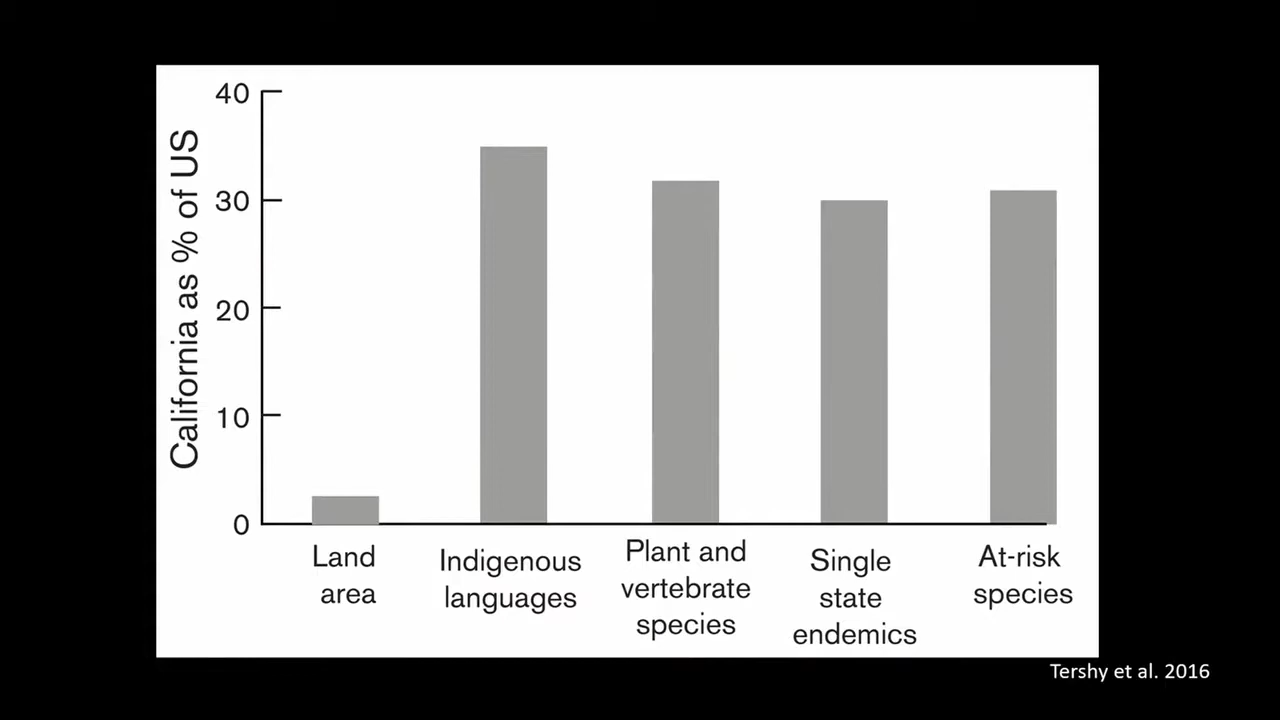 California as % of US
40
30
20
10
0
Land
area
Indigenous
languages
Plant and
vertebrate
species
Single
state
endemics
At-risk
species
Tershy et al. 2016